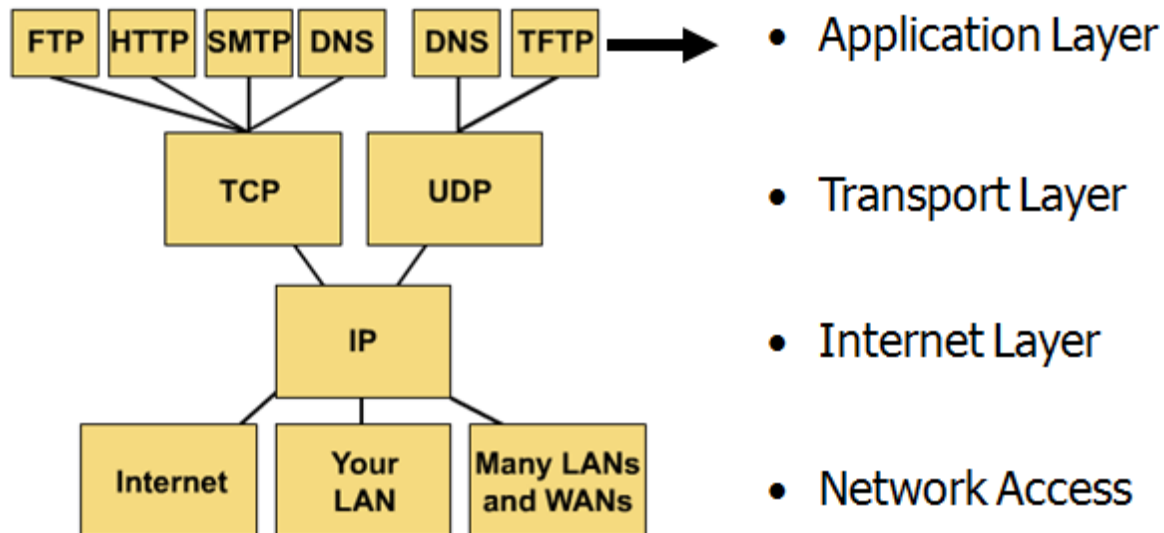 FTP HTTP SMTP DNS DNS TFTP
• Application Layer
TCP UDP
• Transport Layer
IP
• Internet Layer
Internet
Your
LAN
Many LANs
and WANs
• Network Access